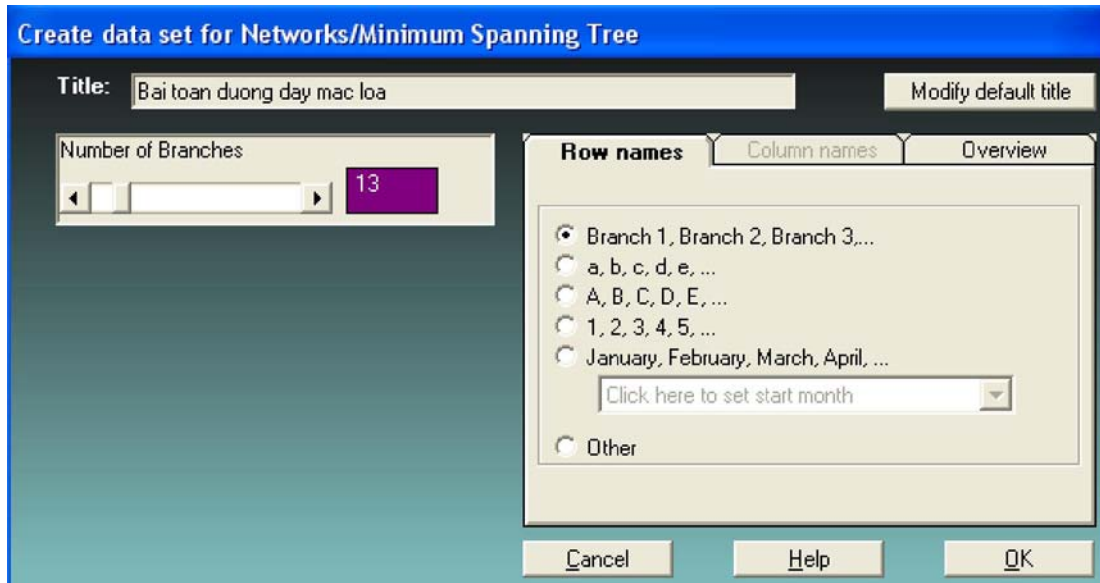 Create data set for Networks/Minimum Spanning Tree
Title: Bai toan duong day mac loa
Modify default title
Number of Branches
13
Row names
Column names
Overview
Branch 1, Branch 2, Branch 3,...
a, b, c, d, e, ...
A, B, C, D, E, ...
1, 2, 3, 4, 5, ...
January, February, March, April, ...
Click here to set start month
Other
Cancel
Help
OK